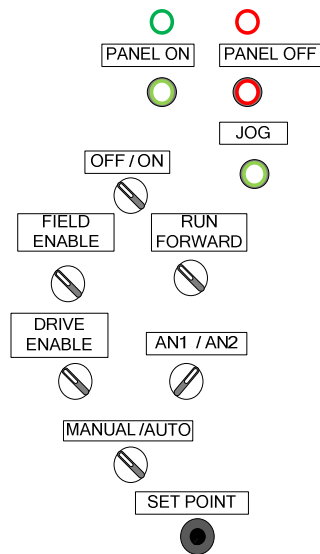 PANEL ON
PANEL OFF
JOG
OFF / ON
FIELD
ENABLE
RUN
FORWARD
DRIVE
ENABLE
AN1 / AN2
MANUAL /AUTO
SET POINT